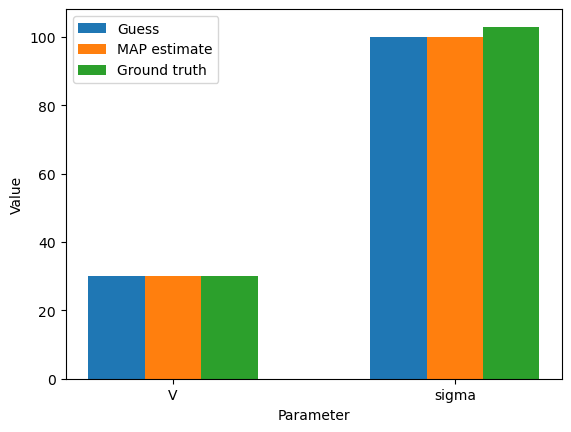 Guess
MAP estimate
Ground truth
100
80
60
40
20
0
Value
V
sigma
Parameter